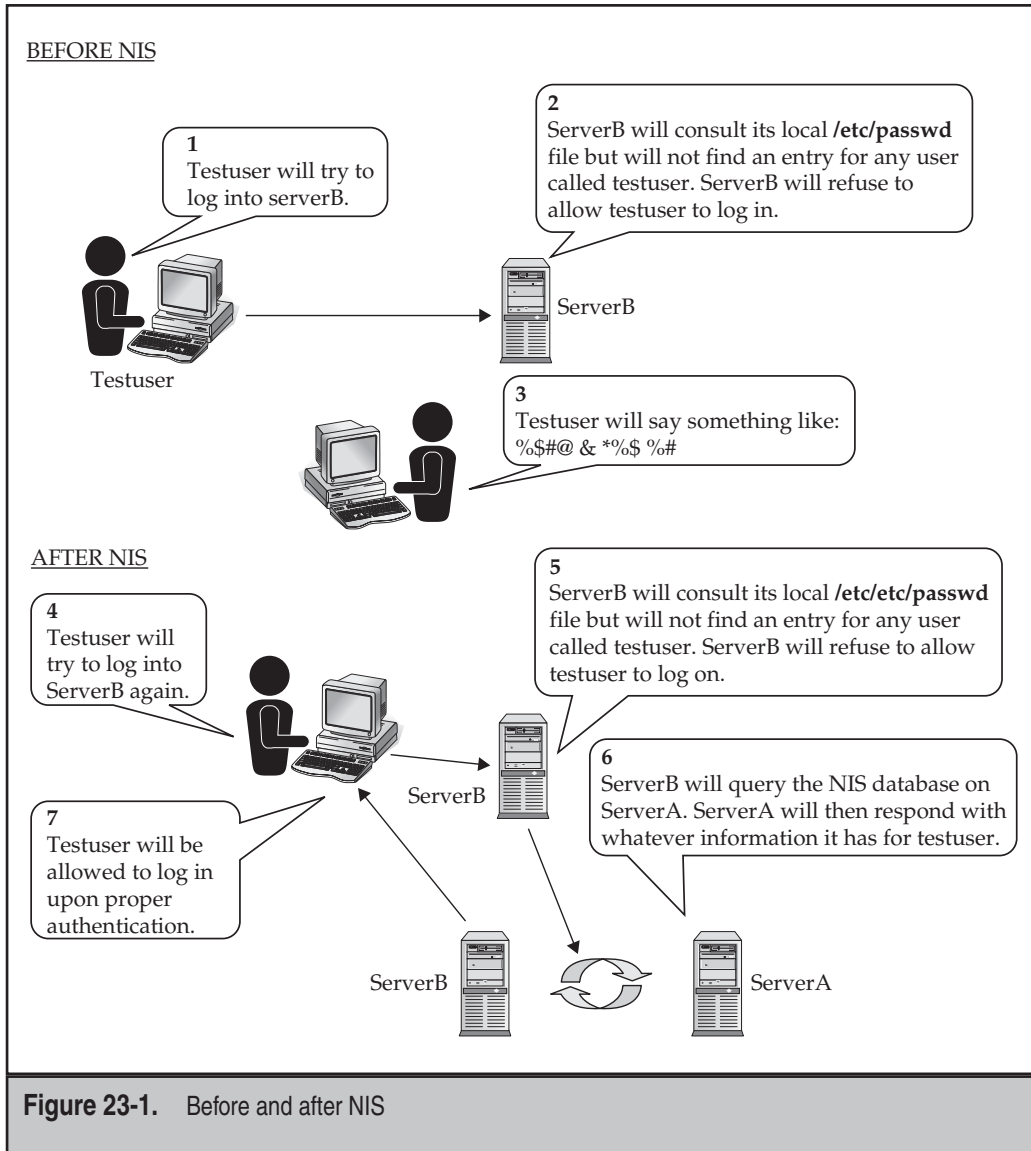 BEFORE NIS
1
Testuser will try to
log into serverB.
2
ServerB will consult its local /etc/passwd
file but will not find an entry for any user
called testuser. ServerB will refuse to
allow testuser to log in.
ServerB
Testuser
3
Testuser will say something like:
%$#@ & *%$ %#
AFTER NIS
4
Testuser will
try to log into
ServerB again.
5
ServerB will consult its local /etc/etc/passwd
file but will not find an entry for any user
called testuser. ServerB will refuse to allow
testuser to log on.
ServerB
6
ServerB will query the NIS database on
ServerA. ServerA will then respond with
whatever information it has for testuser.
7
Testuser will be
allowed to log in
upon proper
authentication.
ServerB
ServerA
Figure 23-1. Before and after NIS